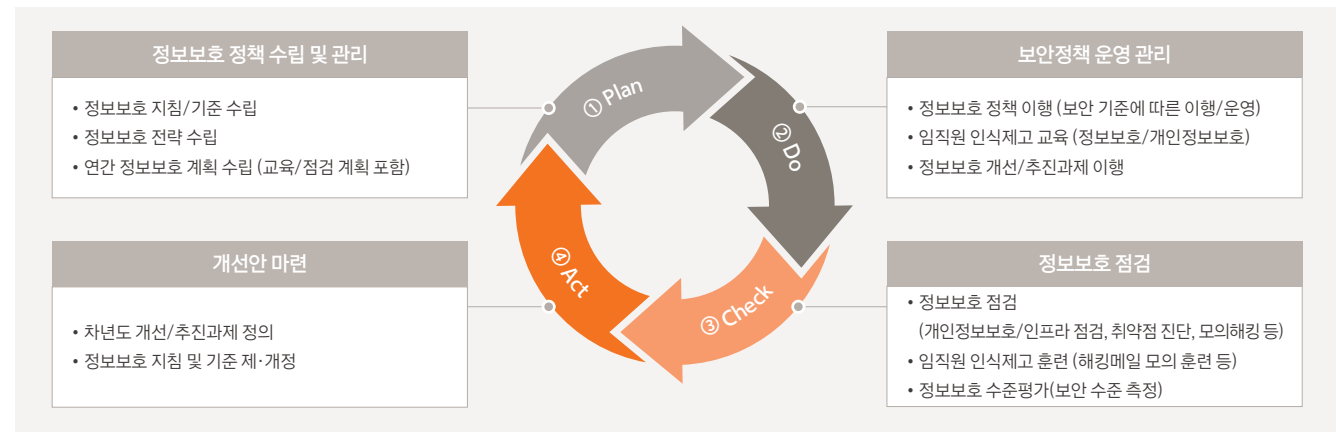 정보보호 정책 수립 및 관리
• 정보보호 지침/기준 수립
• 정보보호 전략 수립
• 연간 정보보호 계획 수립 (교육/점검 계획 포함)
① Plan
② Do
③ Check
④ Act
보안정책 운영 관리
• 정보보호 정책 이행 (보안 기준에 따른 이행/운영)
• 임직원 인식제고 교육 (정보보호/개인정보보호)
• 정보보호 개선/추진과제 이행
개선안 마련
• 차년도 개선/추진과제 정의
• 정보보호 지침 및 기준 제·개정
정보보호 점검
• 정보보호 점검
(개인정보보호/인프라 점검, 취약점 진단, 모의해킹 등)
• 임직원 인식제고 훈련 (해킹메일 모의 훈련 등)
• 정보보호 수준평가(보안 수준 측정)